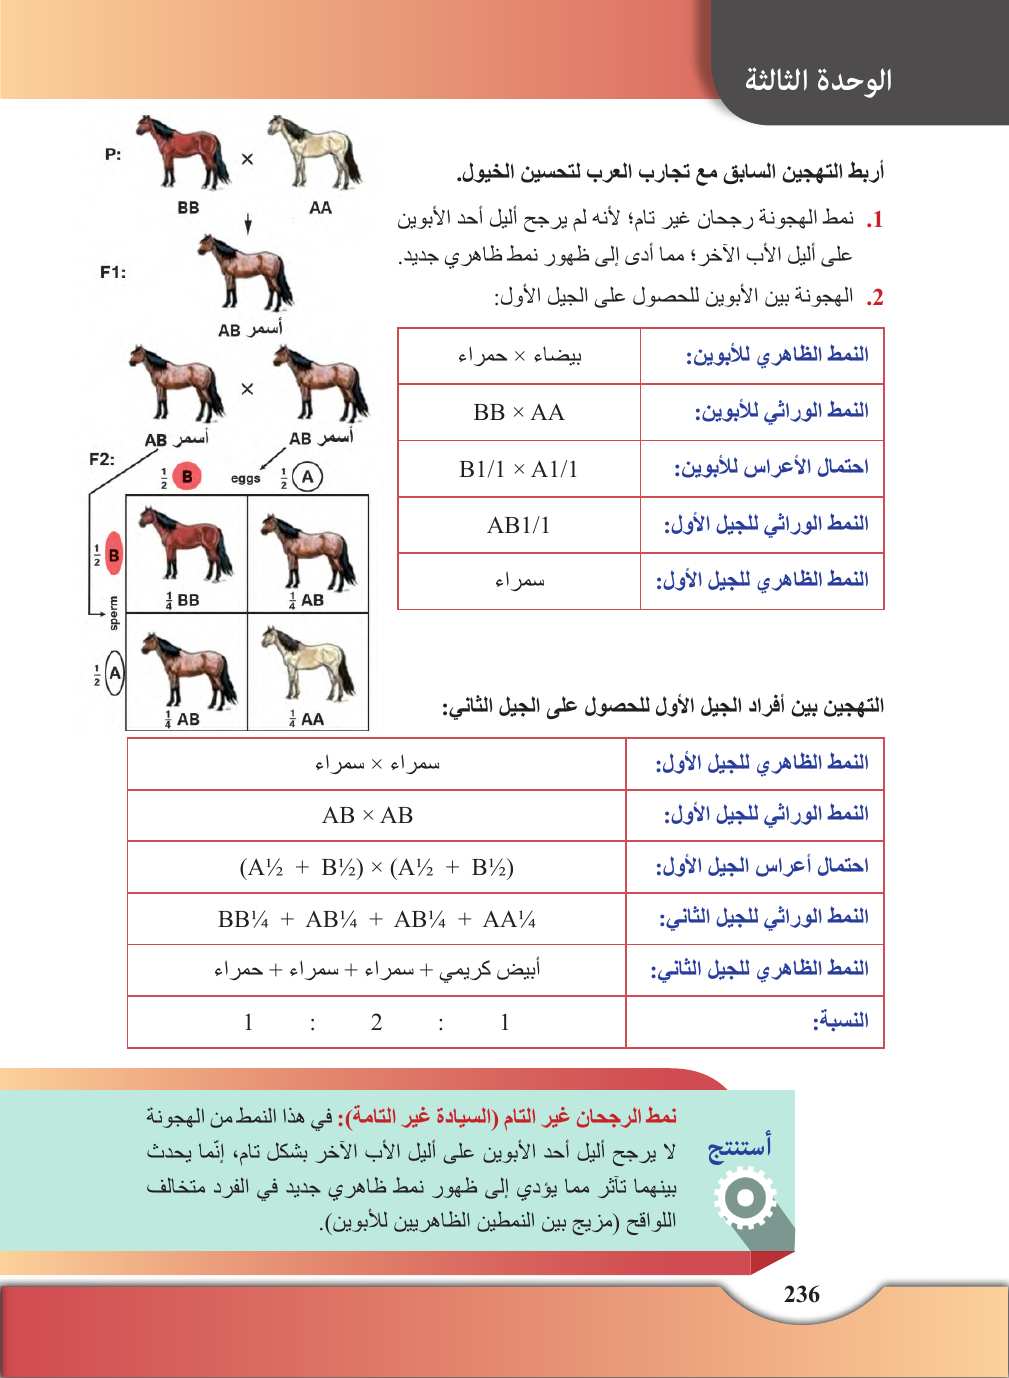 الوحدة الثالثة
أربط التهجين السابق مع تجارب العرب لتحسين الخيول.
1. نمط الهجونة رجحان غير تام؛ لأنه لم يرجح أليل أحد الأبوين
على أليل الأب الآخر؛ مما أدى إلى ظهور نمط ظاهري جديد.
2. الهجونة بين الأبوين للحصول على الجيل الأول:
النمط الظاهري للأبوين: بيضاء × حمراء
النمط الوراثي للأبوين: BB × AA
احتمال الأعراس للأبوين: B1/1 × A1/1
النمط الوراثي للجيل الأول: AB1/1
النمط الظاهري للجيل الأول: سمراء
P: ×
BB AA
F1:
أسمر AB
×
أسمر AB أسمر AB
F2:
½ B eggs ½ A
½ B
¼ BB ¼ AB
sperm
½ A
¼ AB ¼ AA
التهجين بين أفراد الجيل الأول للحصول على الجيل الثاني:
النمط الظاهري للجيل الأول: سمراء × سمراء
النمط الوراثي للجيل الأول: AB × AB
احتمال أعراس الجيل الأول: (A½ + B½) × (A½ + B½)
النمط الوراثي للجيل الثاني: BB¼ + AB¼ + AB¼ + AA¼
النمط الظاهري للجيل الثاني: أبيض كريمي + سمراء + سمراء + حمراء
النسبة: 1 : 2 : 1
أستنتج
نمط الرجحان غير التام (السيادة غير التامة): في هذا النمط من الهجونة
لا يرجح أليل أحد الأبوين على أليل الأب الآخر بشكل تام، إنّما يحدث
بينهما تآثر مما يؤدي إلى ظهور نمط ظاهري جديد في الفرد متخالف
اللواقح (مزيج بين النمطين الظاهريين للأبوين).
236